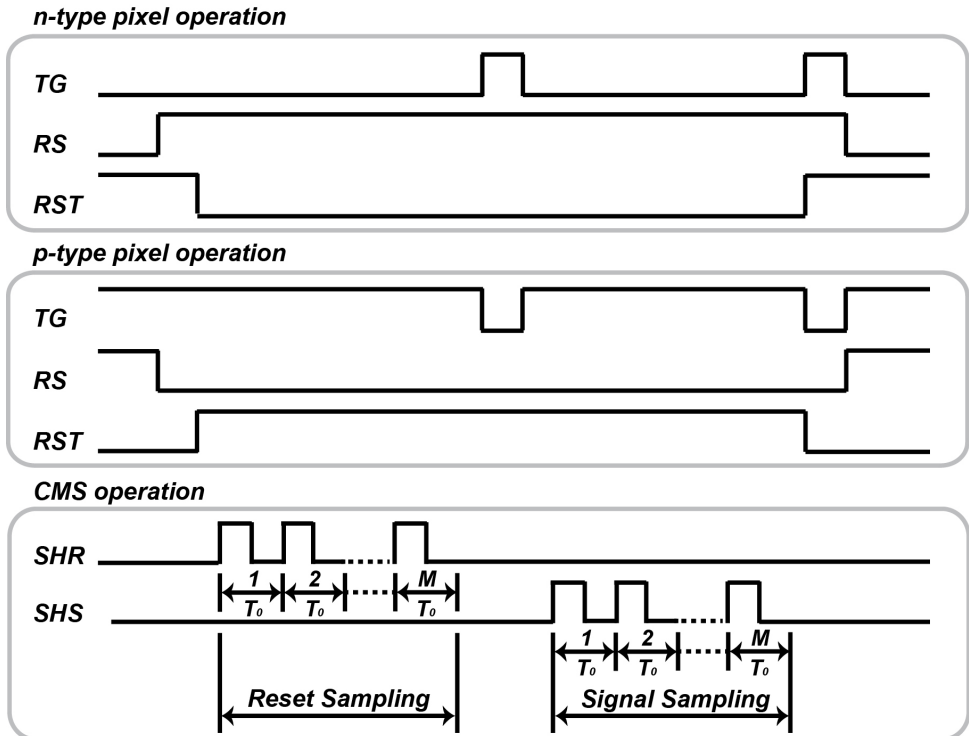 n-type pixel operation
TG
RS
RST
p-type pixel operation
TG
RS
RST
CMS operation
SHR
1 2 M
T₀ T₀ T₀
SHS
1 2 M
T₀ T₀ T₀
Reset Sampling
Signal Sampling